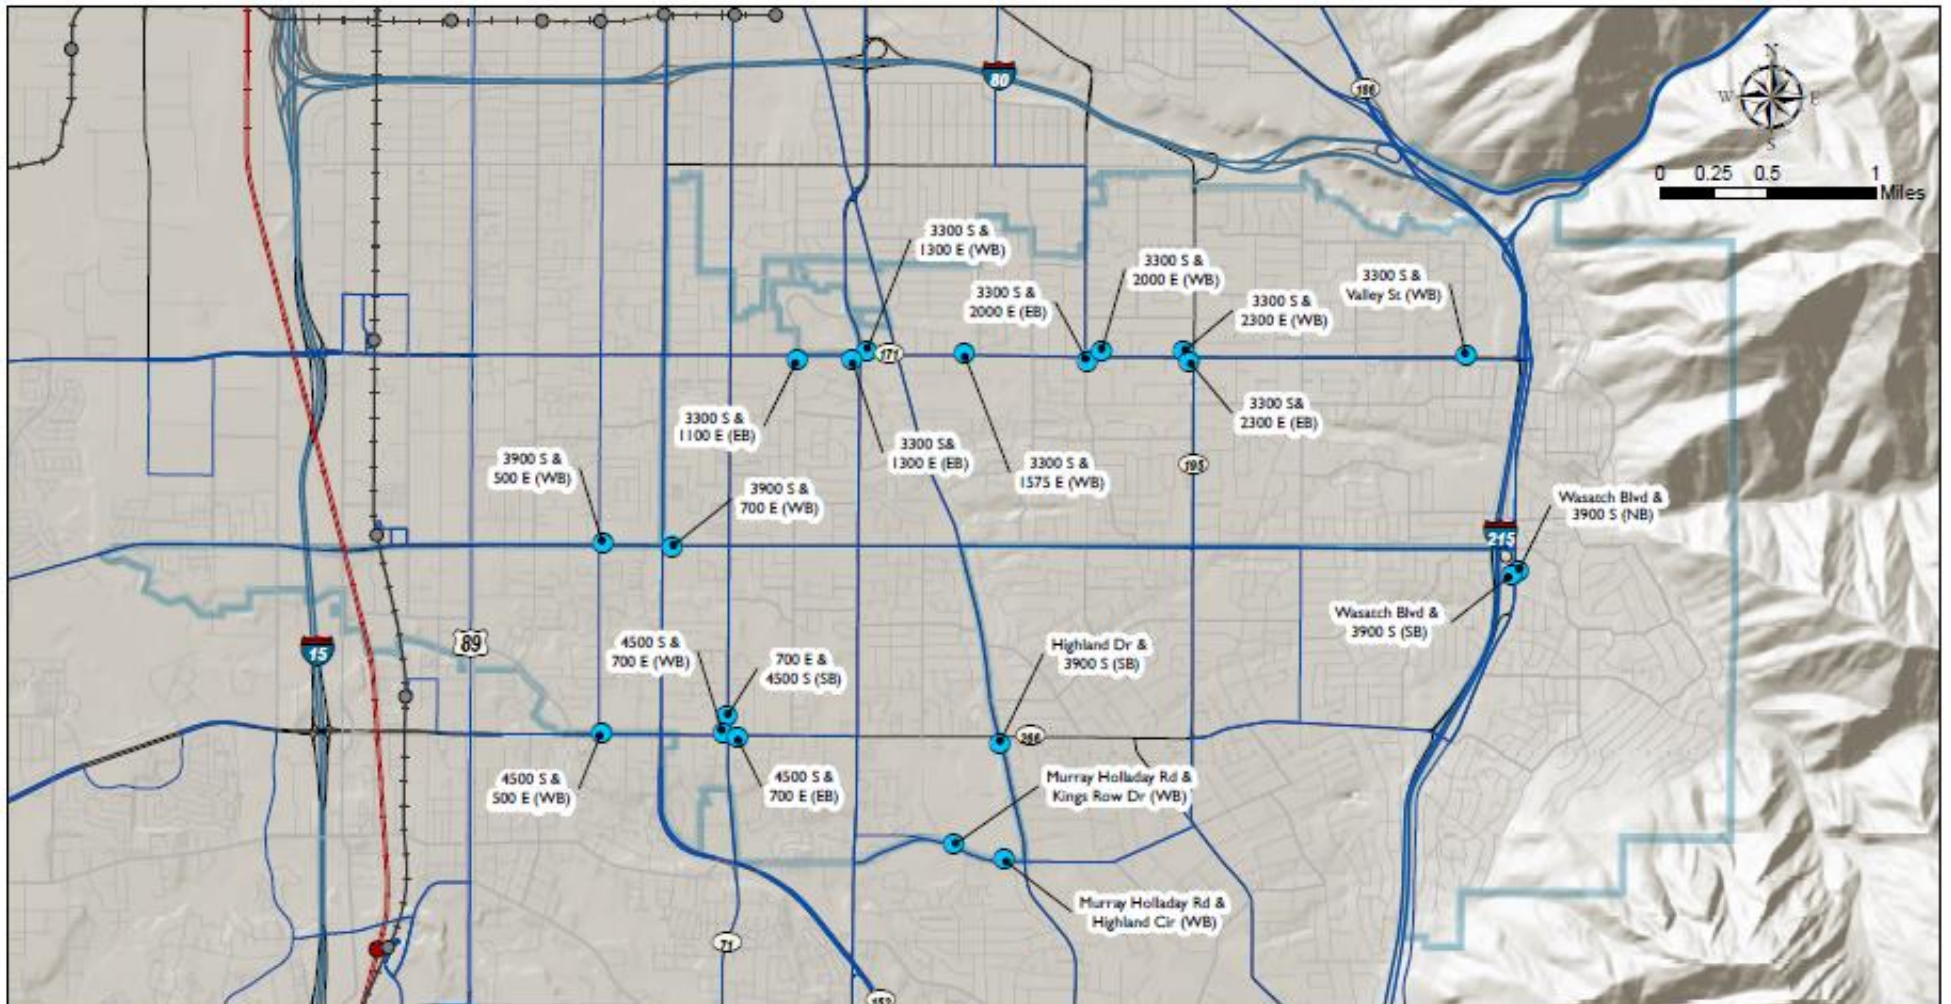 80
186
N
W E
S
0 0.25 0.5 1
Miles
3300 S &
1300 E (WB)
3300 S &
2000 E (WB)
3300 S &
2000 E (EB)
3300 S &
2300 E (WB)
3300 S &
Valley St (WB)
171
3300 S &
1100 E (EB)
3300 S&
1300 E (EB)
3300 S &
1575 E (WB)
3300 S&
2300 E (EB)
195
3900 S &
500 E (WB)
3900 S &
700 E (WB)
Wasatch Blvd &
3900 S (NB)
215
Wasatch Blvd &
3900 S (SB)
15
89
4500 S &
700 E (WB)
700 E &
4500 S (SB)
Highland Dr &
3900 S (SB)
266
4500 S &
500 E (WB)
4500 S &
700 E (EB)
Murray Holladay Rd &
Kings Row Dr (WB)
Murray Holladay Rd &
Highland Cir (WB)
71
152